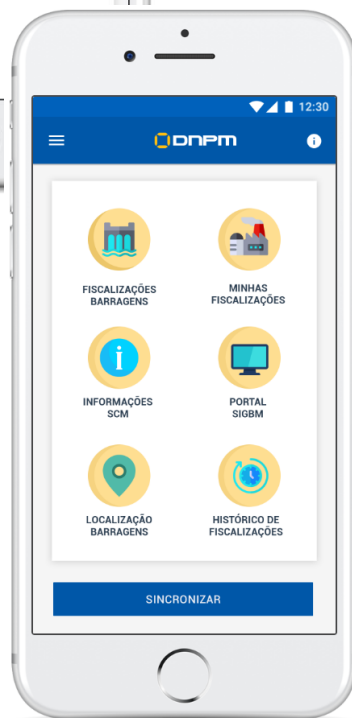 12:30
DNPM
FISCALIZAÇÕES
BARRAGENS
MINHAS
FISCALIZAÇÕES
i
INFORMAÇÕES
SCM
PORTAL
SIGBM
LOCALIZAÇÃO
BARRAGENS
HISTÓRICO DE
FISCALIZAÇÕES
SINCRONIZAR